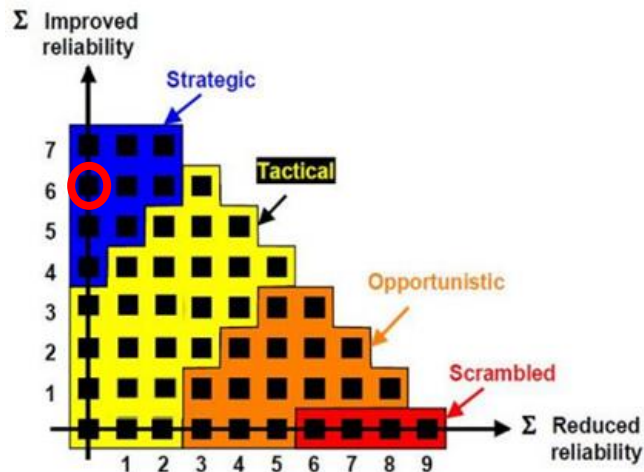 Σ Improved
reliability
Strategic
7
Tactical
6
5
4
Opportunistic
3
2
Scrambled
1
Σ Reduced
reliability
1 2 3 4 5 6 7 8 9